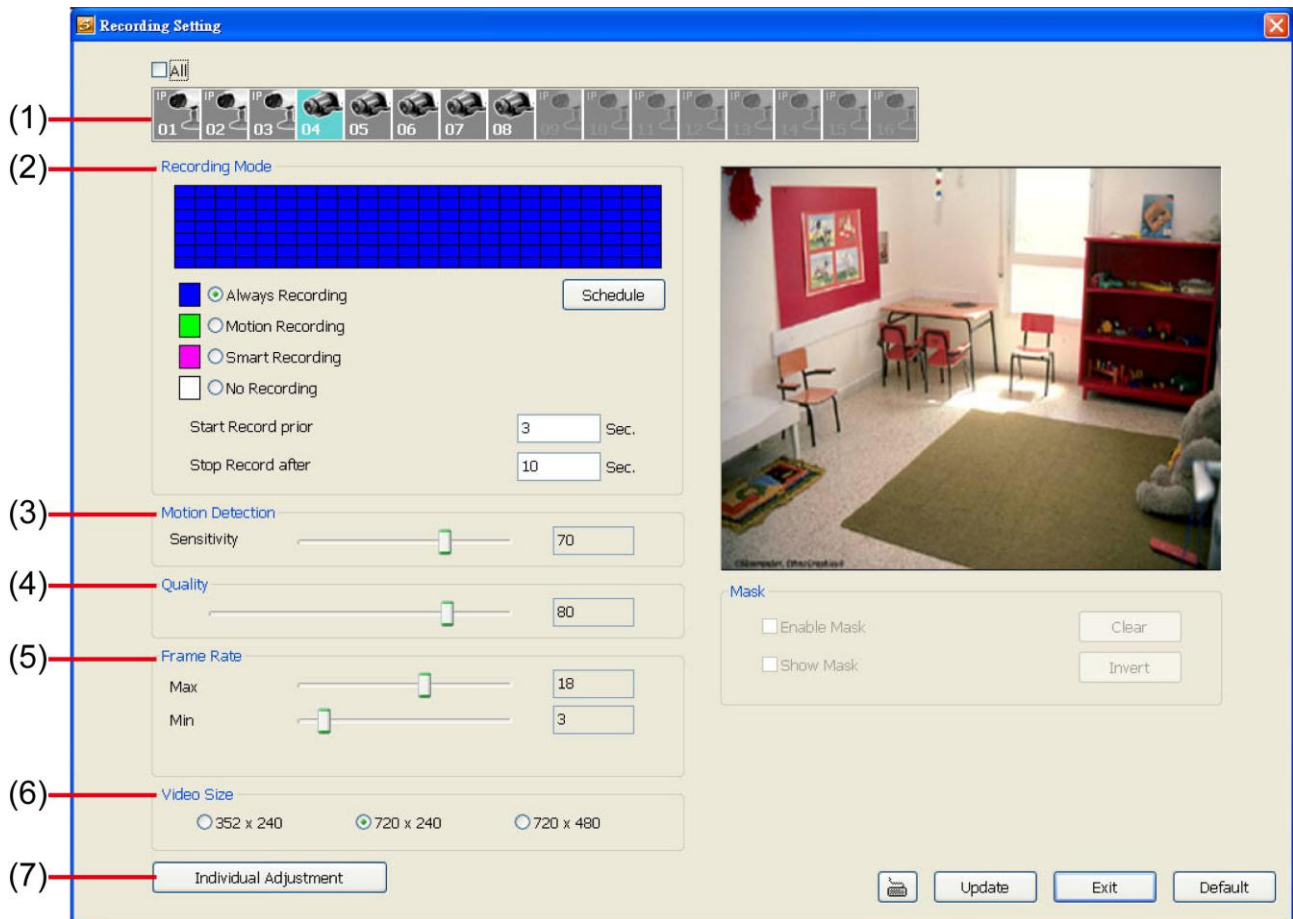 Recording Setting
All
(1)
IP 01 IP 02 IP 03 04 05 06 07 08 IP 09 IP 10 IP 11 IP 12 IP 13 IP 14 IP 15 IP 16
(2)
Recording Mode
Always Recording
Schedule
Motion Recording
Smart Recording
No Recording
Start Record prior 3 Sec.
Stop Record after 10 Sec.
(3)
Motion Detection
Sensitivity 70
(4)
Quality
80
(5)
Frame Rate
Max 18
Min 3
(6)
Video Size
352 x 240 720 x 240 720 x 480
(7)
Individual Adjustment
Mask
Enable Mask Clear
Show Mask Invert
Update Exit Default